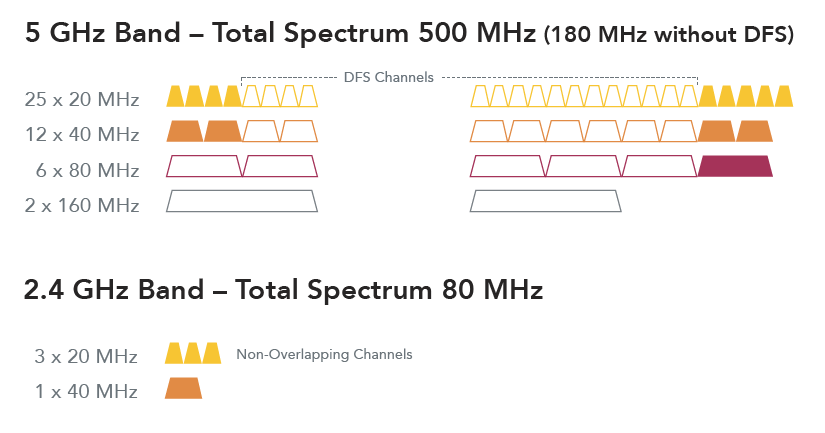 5 GHz Band – Total Spectrum 500 MHz (180 MHz without DFS)
DFS Channels
25 x 20 MHz
12 x 40 MHz
6 x 80 MHz
2 x 160 MHz
2.4 GHz Band – Total Spectrum 80 MHz
3 x 20 MHz Non-Overlapping Channels
1 x 40 MHz